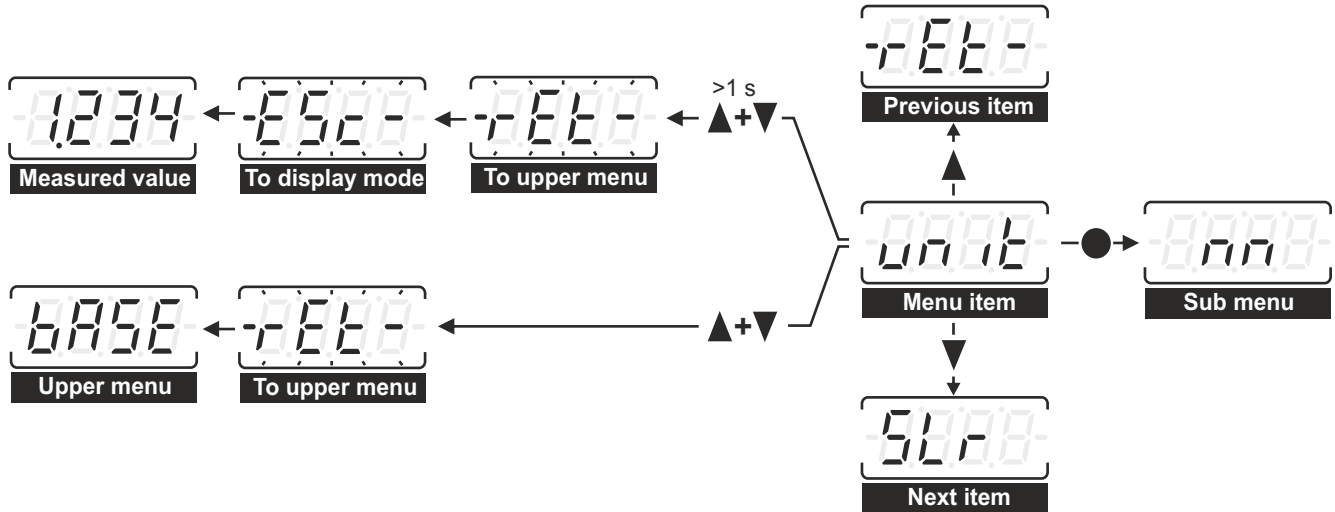 -rEt-
Previous item
>1 s
1.234
ESc-
-rEt-
▲+▼
Measured value
To display mode
To upper menu
unit
nn
Menu item
Sub menu
bASE
-rEt-
▲+▼
Upper menu
To upper menu
SLr
Next item